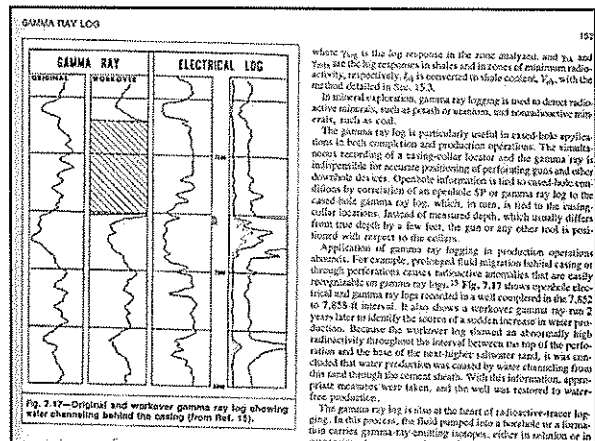 GAMMA RAY LOG
153
GAMMA RAY
ELECTRICAL LOG
ORIGINAL
WORKOVER
Fig. 7.17—Original and workover gamma ray log showing
water channeling behind the casing (from Ref. 15).
where γlog is the log response in the zone analyzed, and γsh and
are the log responses in shales and in zones of minimum radio-
activity, respectively. is converted to shale content, Vsh, with the
method detailed in Sec. 15.3.
In mineral exploration, gamma ray logging is used to detect radio-
active minerals, such as potash or uranium, and nonradioactive min-
erals, such as coal.
The gamma ray log is particularly useful in cased-hole applica-
tions in both completion and production operations. The simulta-
neous recording of a casing-collar locator and the gamma ray is
indispensible for accurate positioning of perforating guns and other
downhole devices. Openhole information is tied to cased-hole con-
ditions by correlation of an openhole SP or gamma ray log to the
cased-hole gamma ray log, which, in turn, is tied to the casing-
collar locations. Instead of measured depth, which usually differs
from true depth by a few feet, the gun or any other tool is posi-
tioned with respect to the collars.
Application of gamma ray logging in production operations
abounds. For example, prolonged fluid migration behind casing or
through perforations causes radioactive anomalies that are easily
recognizable on gamma ray logs.15 Fig. 7.17 shows openhole elec-
trical and gamma ray logs recorded in a well completed in the 7,852
to 7,858-ft interval. It also shows a workover gamma ray run 2
years later to identify the source of a sudden increase in water pro-
duction. Because the workover log showed an abnormally high
radioactivity throughout the interval between the top of the perfo-
ration and the base of the next-higher saltwater sand, it was con-
cluded that water production was caused by water channeling from
this sand through the cement sheath. With this information, appro-
priate measures were taken, and the well was restored to water-
free production.
The gamma ray log is also at the heart of radioactive-tracer log-
ging. In this process, the fluid pumped into a borehole or a forma-
tion carries gamma-ray-emitting isotopes, either in solution or in